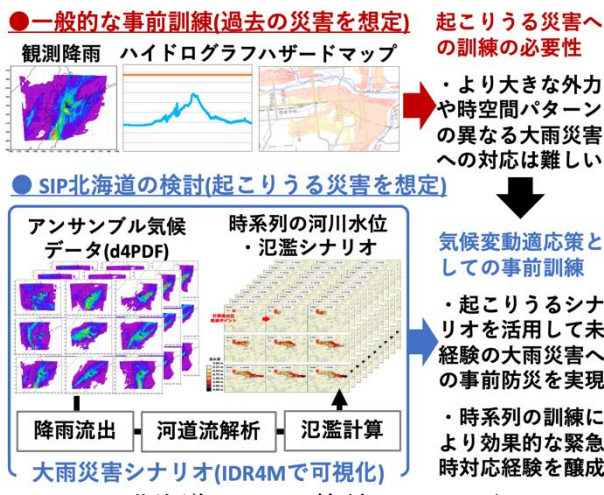 ●一般的な事前訓練(過去の災害を想定)
観測降雨
ハイドログラフ
ハザードマップ
起こりうる災害へ
の訓練の必要性
・より大きな外力
や時空間パターン
の異なる大雨災害
への対応は難しい
● SIP北海道の検討(起こりうる災害を想定)
アンサンブル気候
データ(d4PDF)
時系列の河川水位
・氾濫シナリオ
降雨流出
河道流解析
氾濫計算
大雨災害シナリオ(IDR4Mで可視化)
気候変動適応策と
しての事前訓練
・起こりうるシナ
リオを活用して未
経験の大雨災害へ
の事前防災を実現
・時系列の訓練に
より効果的な緊急
時対応経験を醸成